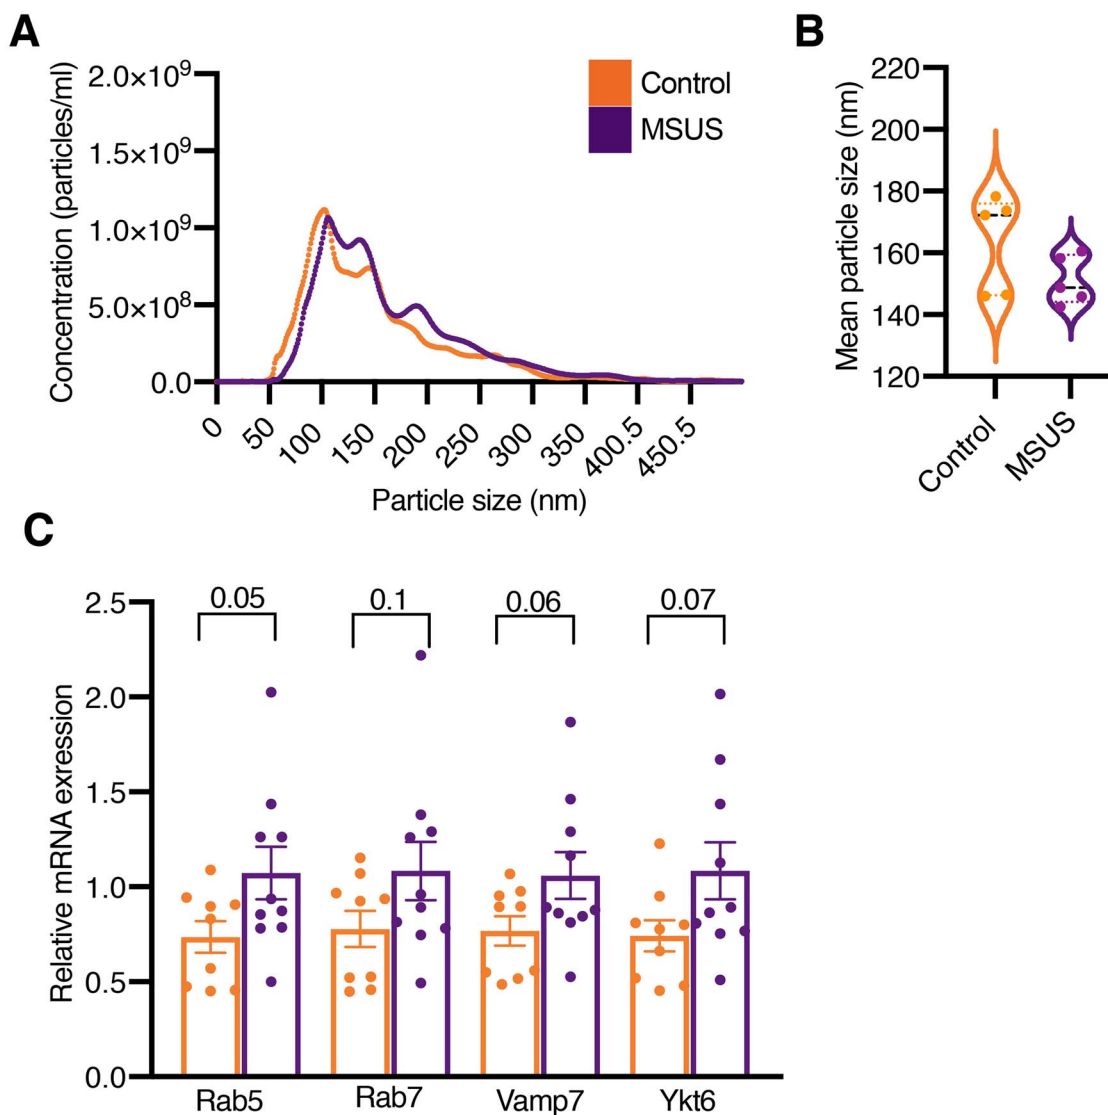 A
Concentration (particles/ml)
2.0×10⁹
1.5×10⁹
1.0×10⁹
5.0×10⁸
0.0
0
50
100
150
200
250
300
350
400.5
450.5
Particle size (nm)
Control
MSUS
B
Mean particle size (nm)
220
200
180
160
140
120
Control
MSUS
C
Relative mRNA exression
2.5
2.0
1.5
1.0
0.5
0.0
0.05
0.1
0.06
0.07
Rab5
Rab7
Vamp7
Ykt6